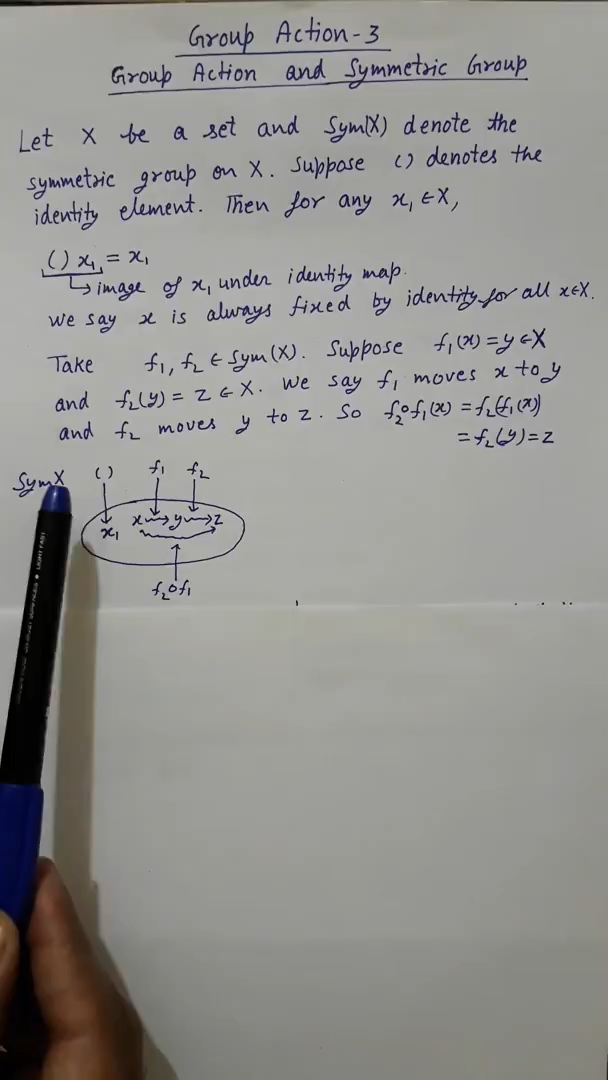 Group Action-3
Group Action and Symmetric Group
Let X be a set and Sym(X) denote the
symmetric group on X. Suppose () denotes the
identity element. Then for any x₁ ∈ X,
() x₁ = x₁
↳ image of x₁ under identity map.
We say x is always fixed by identity for all x∈X.
Take f₁, f₂ ∈ Sym(X). Suppose f₁(x) = y ∈ X
and f₂(y) = z ∈ X. We say f₁ moves x to y
and f₂ moves y to z. So f₂∘f₁(x) = f₂(f₁(x))
= f₂(y) = z
SymX () f₁ f₂
x₁ x → y → z
f₂∘f₁